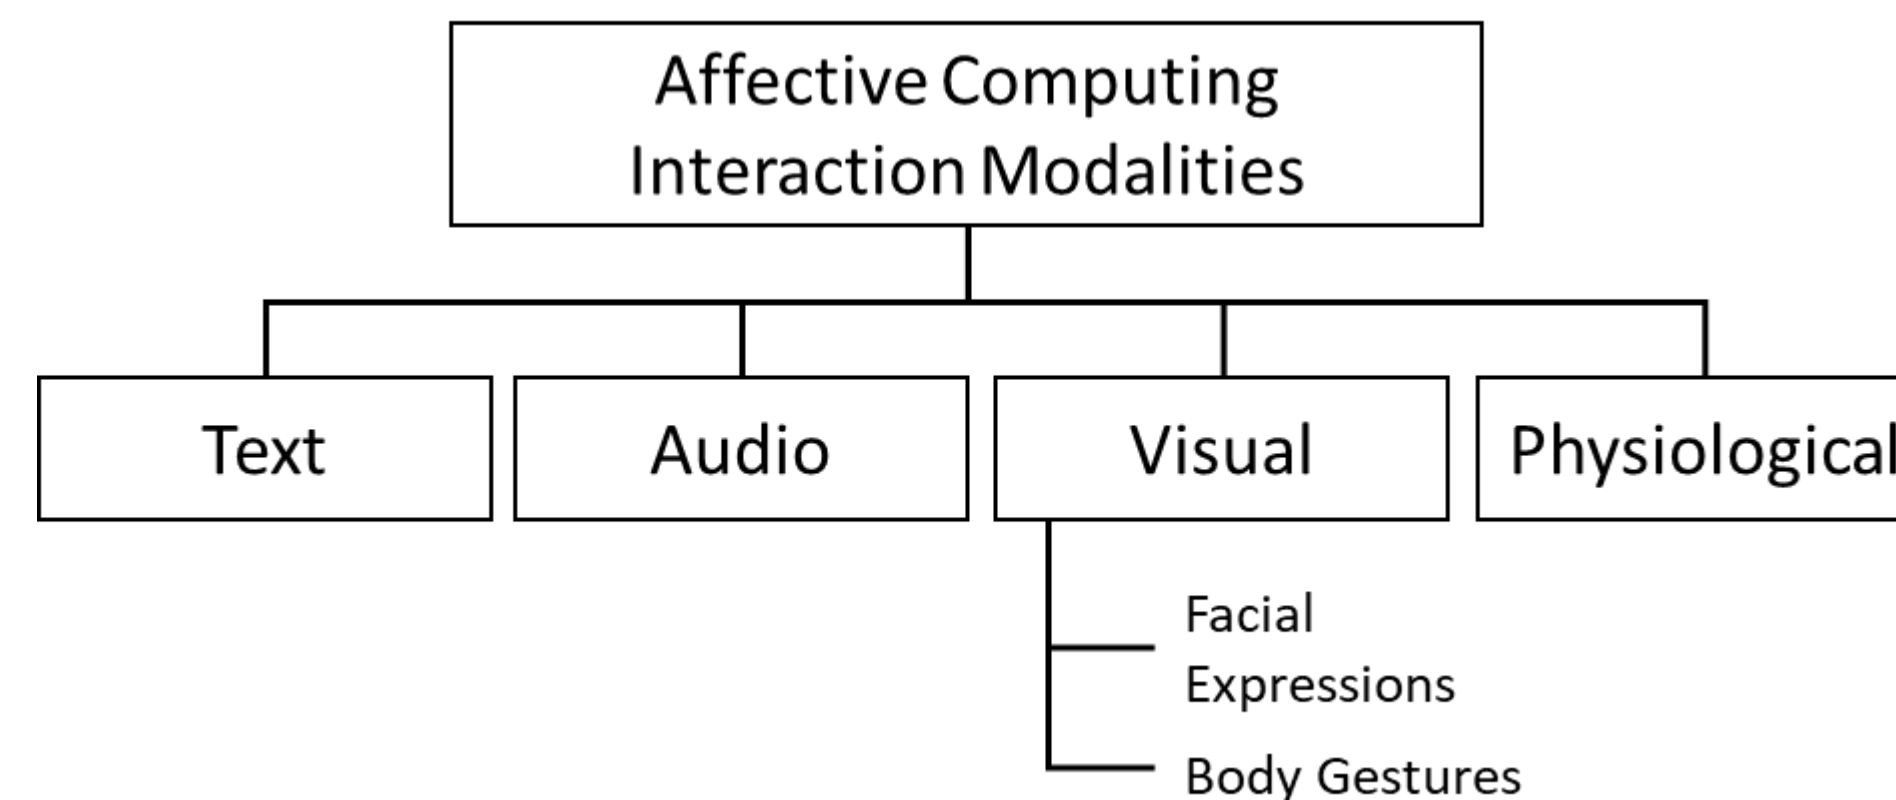 Affective Computing
Interaction Modalities
Text
Audio
Visual
Physiological
Facial
Expressions
Body Gestures